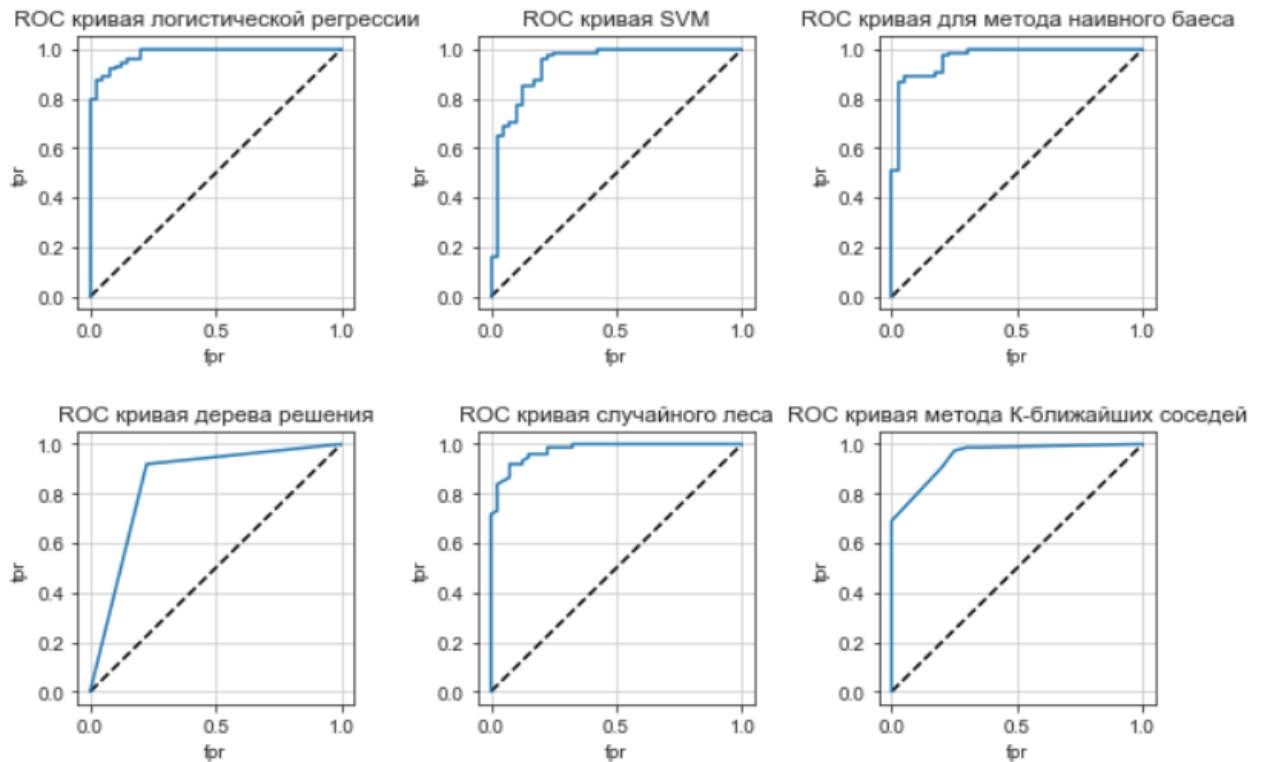 ROC кривая логистической регрессии
ROC кривая SVM
ROC кривая для метода наивного баеса
1.0
0.8
0.6
0.4
0.2
0.0
tpr
0.0 0.5 1.0
fpr
1.0
0.8
0.6
0.4
0.2
0.0
tpr
0.0 0.5 1.0
fpr
1.0
0.8
0.6
0.4
0.2
0.0
tpr
0.0 0.5 1.0
fpr
ROC кривая дерева решения
ROC кривая случайного леса
ROC кривая метода К-ближайших соседей
1.0
0.8
0.6
0.4
0.2
0.0
tpr
0.0 0.5 1.0
fpr
1.0
0.8
0.6
0.4
0.2
0.0
tpr
0.0 0.5 1.0
fpr
1.0
0.8
0.6
0.4
0.2
0.0
tpr
0.0 0.5 1.0
fpr